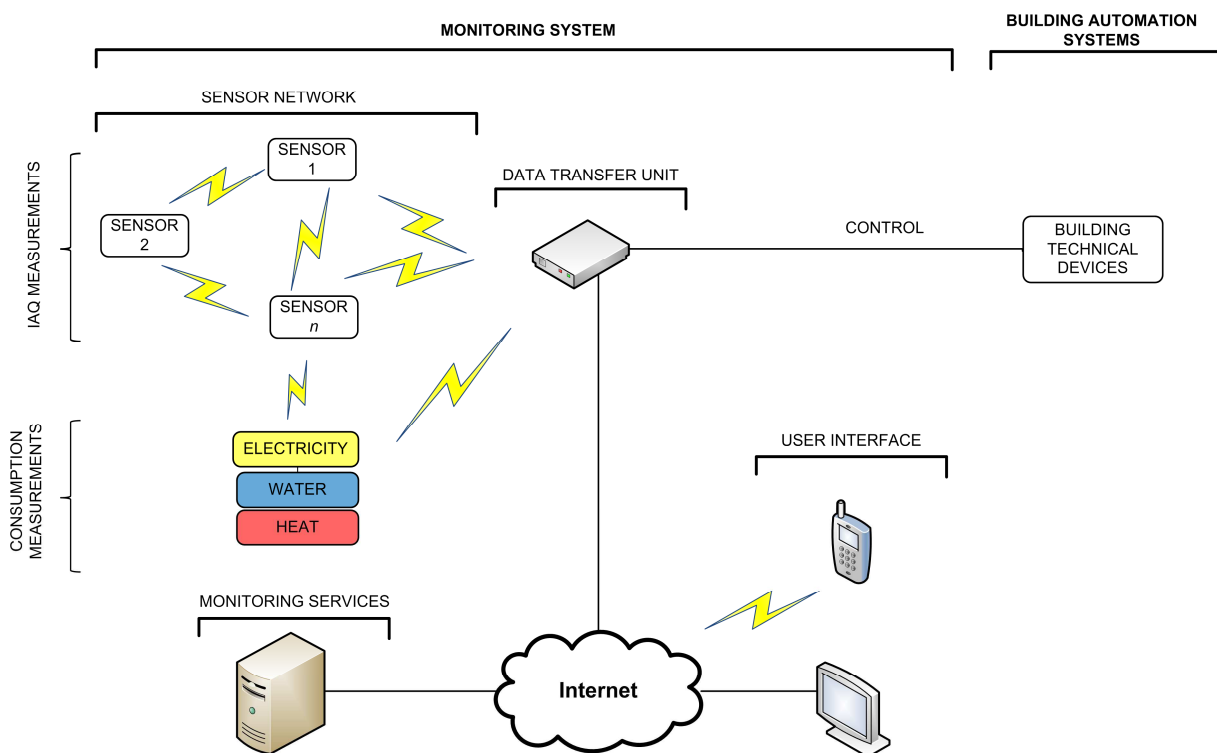 MONITORING SYSTEM
BUILDING AUTOMATION
SYSTEMS
SENSOR NETWORK
IAQ MEASUREMENTS
SENSOR
1
SENSOR
2
SENSOR
n
DATA TRANSFER UNIT
CONTROL
BUILDING
TECHNICAL
DEVICES
CONSUMPTION
MEASUREMENTS
ELECTRICITY
WATER
HEAT
USER INTERFACE
MONITORING SERVICES
Internet